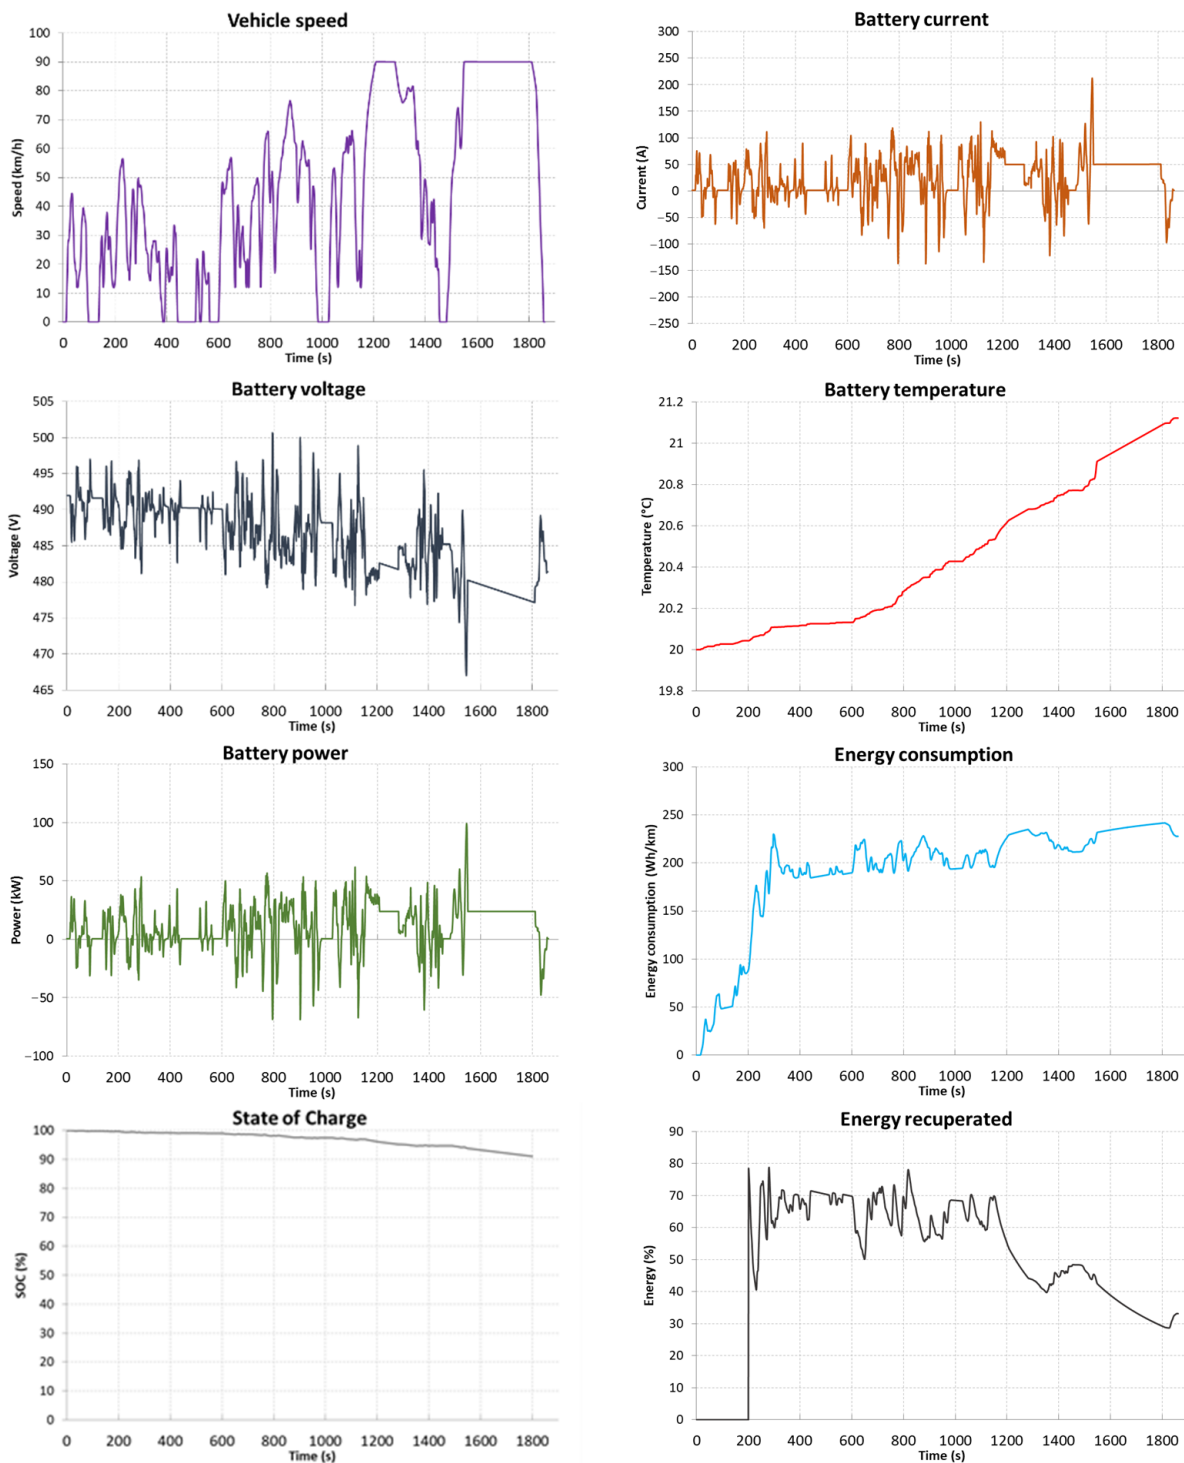 Vehicle speed
Speed (km/h)
100
90
80
70
60
50
40
30
20
10
0
0 200 400 600 800 1000 1200 1400 1600 1800
Time (s)
Battery current
Current (A)
300
250
200
150
100
50
0
−50
−100
−150
−200
−250
0 200 400 600 800 1000 1200 1400 1600 1800
Time (s)
Battery voltage
Voltage (V)
505
500
495
490
485
480
475
470
465
0 200 400 600 800 1000 1200 1400 1600 1800
Time (s)
Battery temperature
Temperature (°C)
21.2
21
20.8
20.6
20.4
20.2
20
19.8
0 200 400 600 800 1000 1200 1400 1600 1800
Time (s)
Battery power
Power (kW)
150
100
50
0
−50
−100
0 200 400 600 800 1000 1200 1400 1600 1800
Time (s)
Energy consumption
Energy consumption (Wh/km)
300
250
200
150
100
50
0
0 200 400 600 800 1000 1200 1400 1600 1800
Time (s)
State of Charge
SOC (%)
100
90
80
70
60
50
40
30
20
10
0
0 200 400 600 800 1000 1200 1400 1600 1800
Time (s)
Energy recuperated
Energy (%)
90
80
70
60
50
40
30
20
10
0
0 200 400 600 800 1000 1200 1400 1600 1800
Time (s)